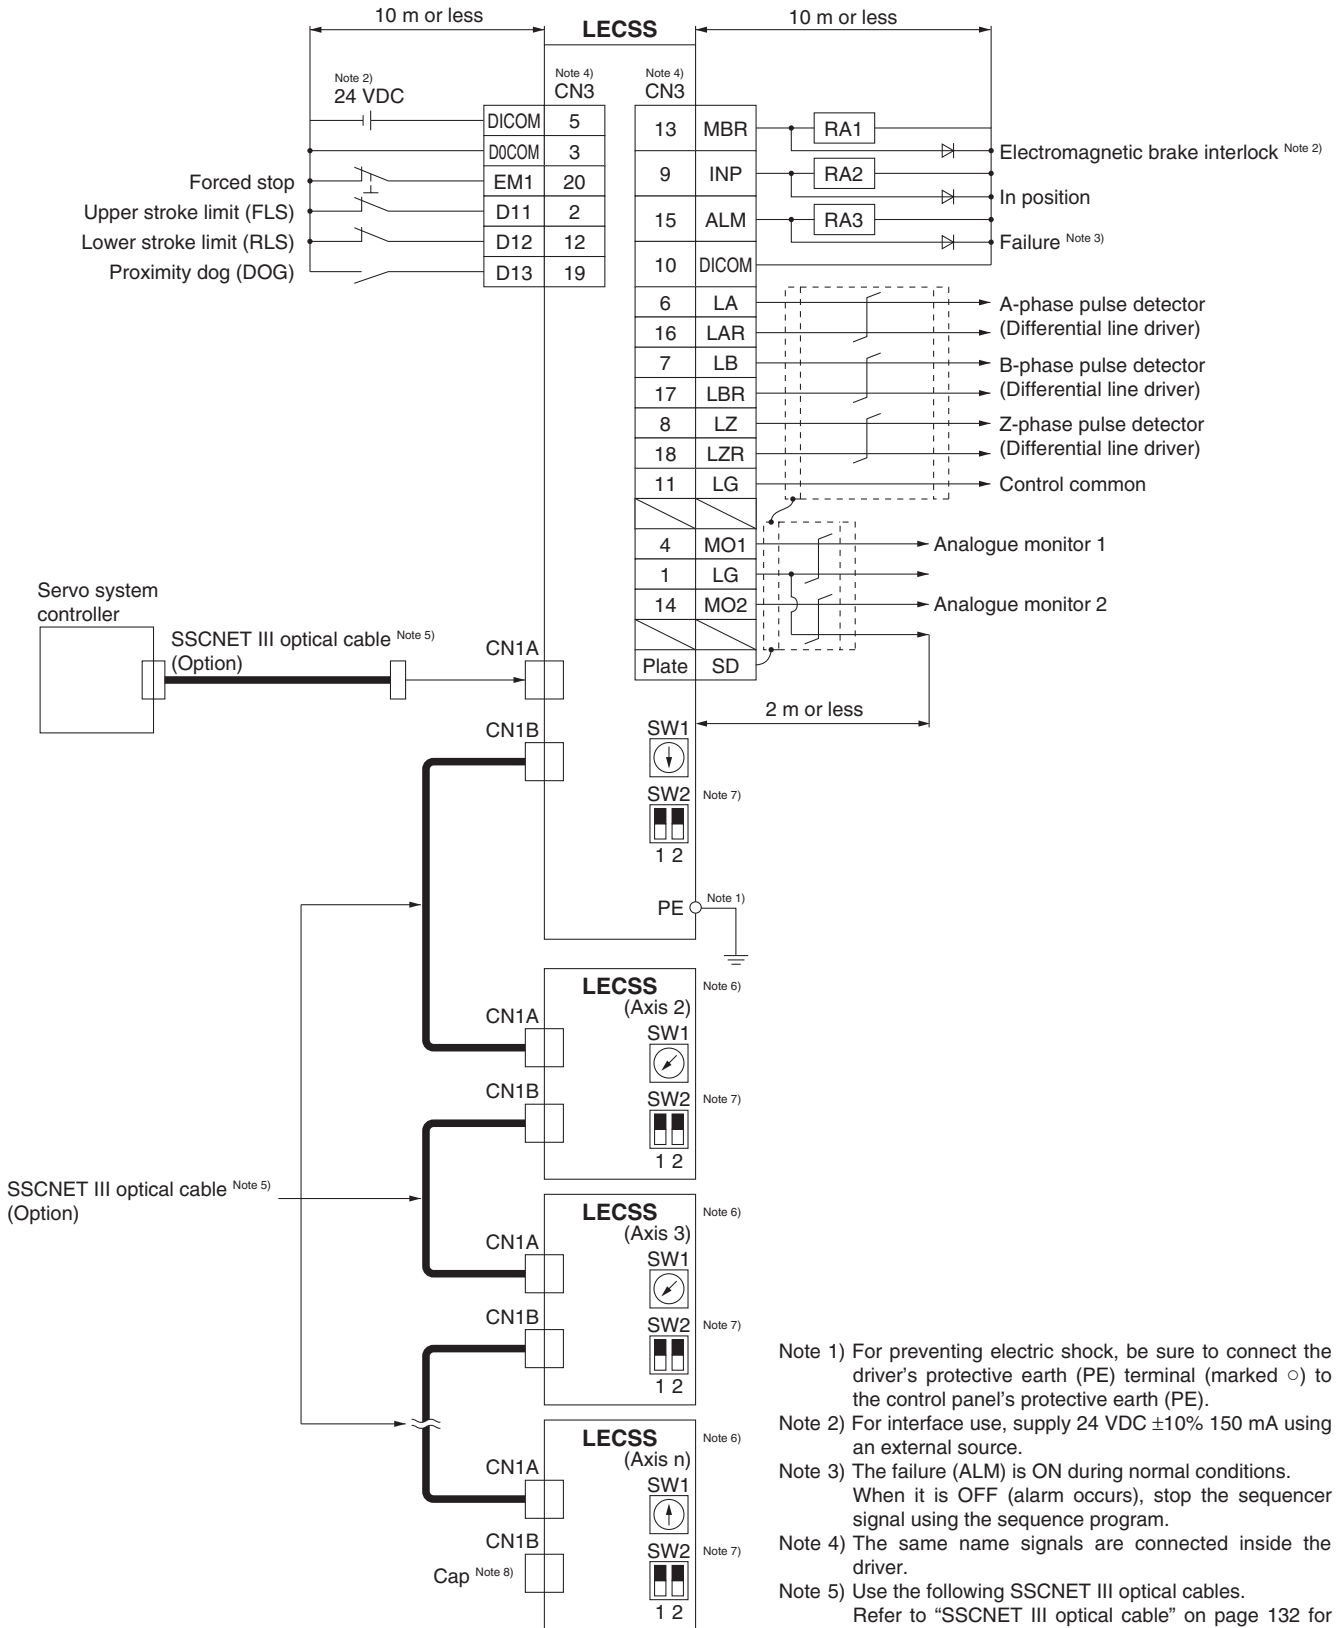 10 m or less
LECSS
10 m or less
Note 2)
24 VDC
Note 4)
CN3
Note 4)
CN3
DICOM 5
D0COM 3
Forced stop EM1 20
Upper stroke limit (FLS) D11 2
Lower stroke limit (RLS) D12 12
Proximity dog (DOG) D13 19
13 MBR RA1
Electromagnetic brake interlock Note 2)
9 INP RA2
In position
15 ALM RA3
Failure Note 3)
10 DICOM
6 LA A-phase pulse detector
16 LAR (Differential line driver)
7 LB B-phase pulse detector
17 LBR (Differential line driver)
8 LZ Z-phase pulse detector
18 LZR (Differential line driver)
11 LG Control common
4 MO1 Analogue monitor 1
1 LG
14 MO2 Analogue monitor 2
Plate SD
2 m or less
Servo system
controller
SSCNET III optical cable Note 5)
(Option)
CN1A
CN1B
SW1
SW2 Note 7)
1 2
PE Note 1)
LECSS Note 6)
(Axis 2)
CN1A
SW1
CN1B
SW2 Note 7)
1 2
SSCNET III optical cable Note 5)
(Option)
LECSS Note 6)
(Axis 3)
CN1A
SW1
CN1B
SW2 Note 7)
1 2
LECSS Note 6)
(Axis n)
CN1A
SW1
CN1B
Cap Note 8)
SW2 Note 7)
1 2
Note 1) For preventing electric shock, be sure to connect the
driver's protective earth (PE) terminal (marked ○) to
the control panel's protective earth (PE).
Note 2) For interface use, supply 24 VDC ±10% 150 mA using
an external source.
Note 3) The failure (ALM) is ON during normal conditions.
When it is OFF (alarm occurs), stop the sequencer
signal using the sequence program.
Note 4) The same name signals are connected inside the
driver.
Note 5) Use the following SSCNET III optical cables.
Refer to “SSCNET III optical cable” on page 132 for